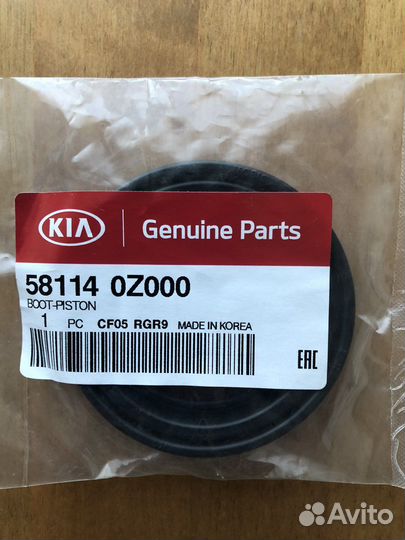 KIA Genuine Parts
58114 0Z000
BOOT-PISTON
1 PC CF05 RGR9 MADE IN KOREA
EAC
Avito